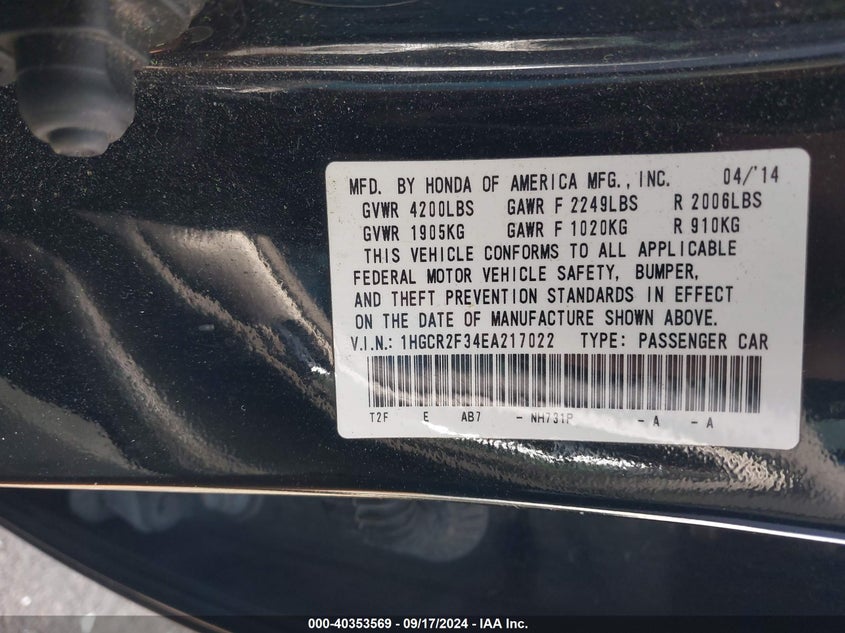 MFD. BY HONDA OF AMERICA MFG., INC. 04/'14
GVWR 4200LBS GAWR F 2249LBS R 2006LBS
GVWR 1905KG GAWR F 1020KG R 910KG
THIS VEHICLE CONFORMS TO ALL APPLICABLE
FEDERAL MOTOR VEHICLE SAFETY, BUMPER,
AND THEFT PREVENTION STANDARDS IN EFFECT
ON THE DATE OF MANUFACTURE SHOWN ABOVE.
V.I.N.: 1HGCR2F34EA217022 TYPE: PASSENGER CAR
T2F E AB7 - NH731P - A - A
000-40353569 - 09/17/2024 - IAA Inc.